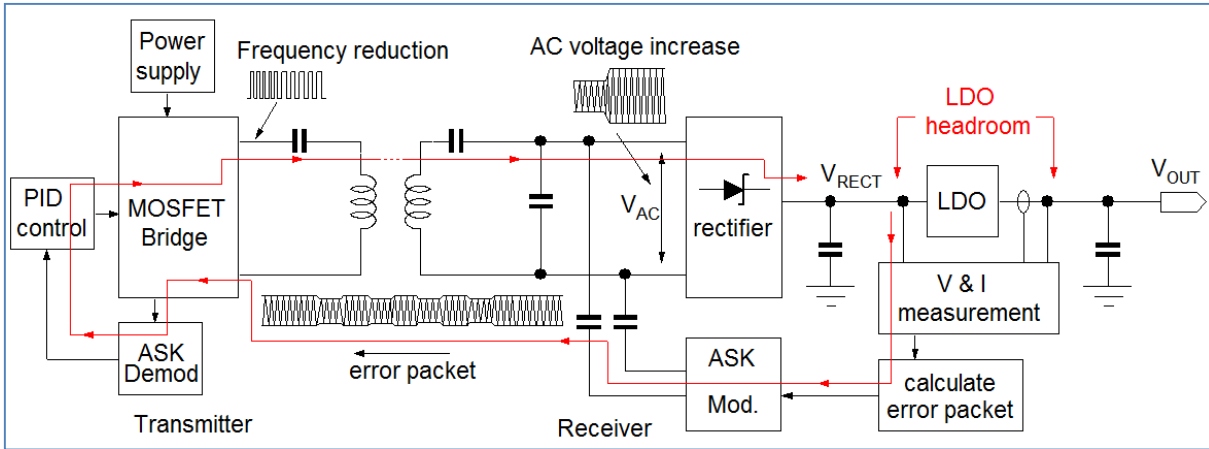 Power
supply
Frequency reduction
AC voltage increase
LDO
headroom
MOSFET
Bridge
PID
control
V_AC
rectifier
V_RECT
LDO
V_OUT
V & I
measurement
ASK
Demod
error packet
ASK
Mod.
calculate
error packet
Transmitter
Receiver